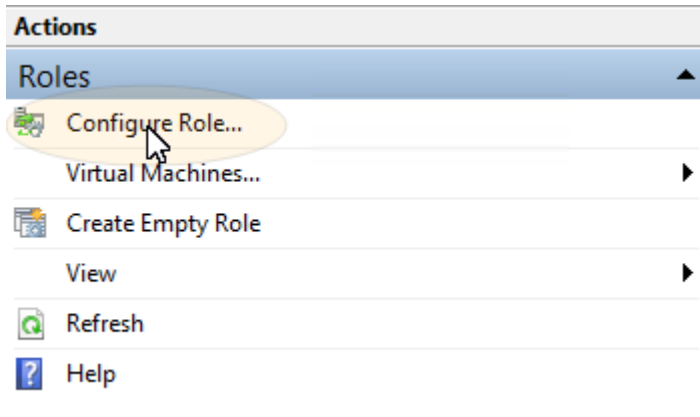 Actions
Roles
Configure Role...
Virtual Machines...
Create Empty Role
View
Refresh
Help